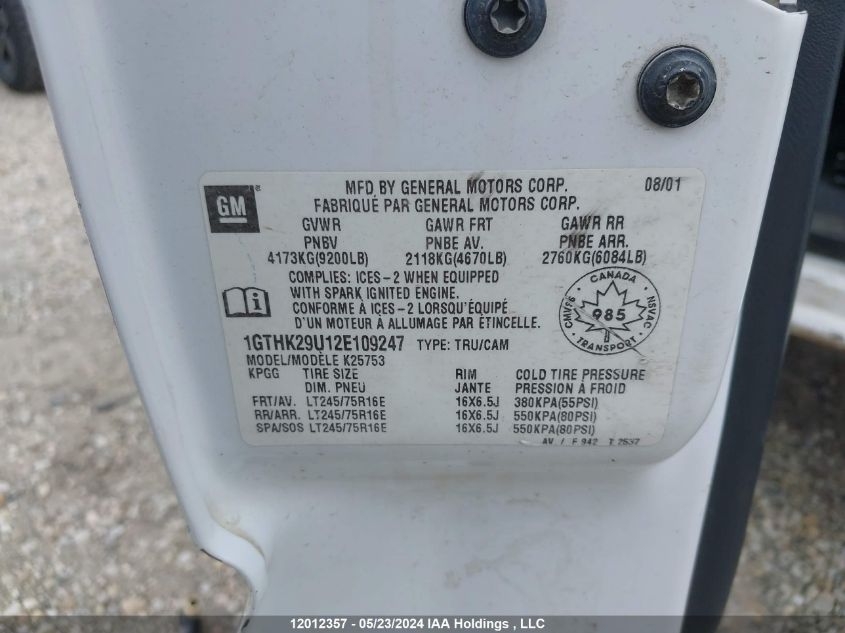 MFD BY GENERAL MOTORS CORP. 08/01
FABRIQUÉ PAR GENERAL MOTORS CORP.
GM
GVWR GAWR FRT GAWR RR
PNBV PNBE AV. PNBE ARR.
4173KG(9200LB) 2118KG(4670LB) 2760KG(6084LB)
COMPLIES: ICES-2 WHEN EQUIPPED
WITH SPARK IGNITED ENGINE.
CONFORME À ICES-2 LORSQU'ÉQUIPÉ
D'UN MOTEUR À ALLUMAGE PAR ÉTINCELLE.
CANADA
CMVSS NSVAC
985
TRANSPORT
1GTHK29U12E109247 TYPE: TRU/CAM
MODEL/MODÈLE K25753
KPGG TIRE SIZE RIM COLD TIRE PRESSURE
DIM. PNEU JANTE PRESSION À FROID
FRT/AV. LT245/75R16E 16X6.5J 380KPA(55PSI)
RR/ARR. LT245/75R16E 16X6.5J 550KPA(80PSI)
SPA/SOS LT245/75R16E 16X6.5J 550KPA(80PSI)
AV / F 942 T 2637
12012357 - 05/23/2024 IAA Holdings , LLC